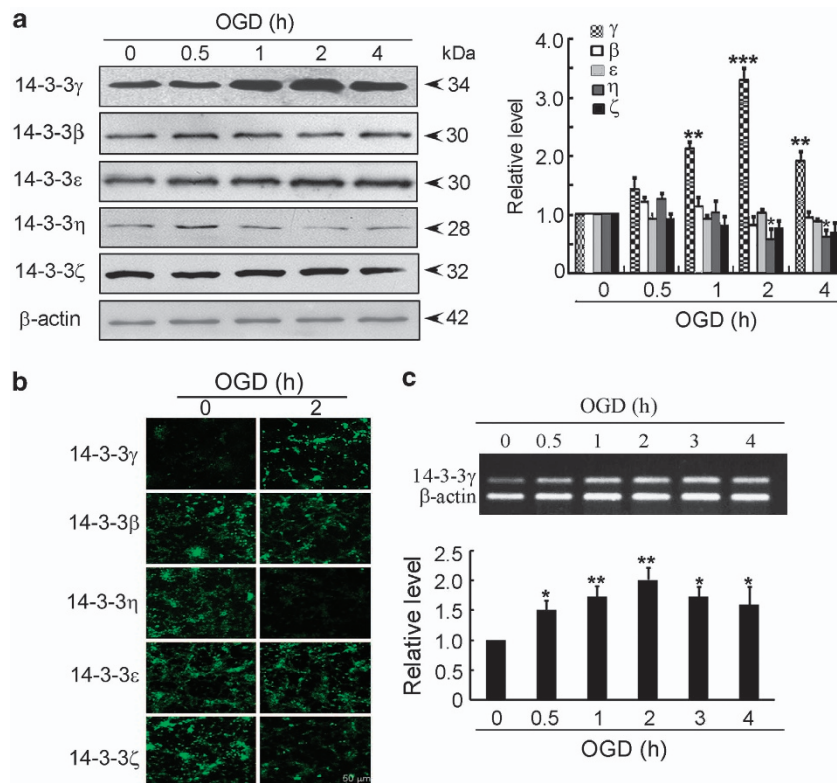 a
OGD (h)
0 0.5 1 2 4 kDa
14-3-3γ 34
14-3-3β 30
14-3-3ε 30
14-3-3η 28
14-3-3ζ 32
β-actin 42
γ
β
ε
η
ζ
Relative level
4.0
3.0
2.0
1.0
0
** *** ** * *
0 0.5 1 2 4
OGD (h)
b
OGD (h)
0 2
14-3-3γ
14-3-3β
14-3-3η
14-3-3ε
14-3-3ζ
50 μm
c
OGD (h)
0 0.5 1 2 3 4
14-3-3γ
β-actin
Relative level
2.5
2.0
1.5
1.0
0.5
0
* ** ** * *
0 0.5 1 2 3 4
OGD (h)